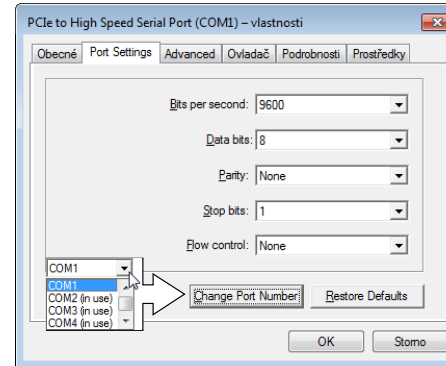 PCIe to High Speed Serial Port (COM1) – vlastnosti
Obecné Port Settings Advanced Ovladač Podrobnosti Prostředky
Bits per second: 9600
Data bits: 8
Parity: None
Stop bits: 1
Flow control: None
COM1
COM1
COM2 (in use)
COM3 (in use)
COM4 (in use)
Change Port Number Restore Defaults
OK Storno